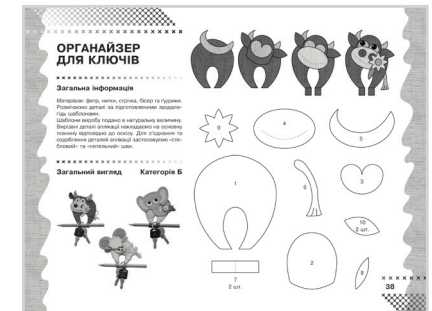 ОРГАНАЙЗЕР
ДЛЯ КЛЮЧІВ
Загальна інформація
Матеріали: фетр, нитки, стрічка, бісер та ґудзики.
Розмічаємо деталі за підготовленими заздале-
гідь шаблонами.
Шаблони виробу подано в натуральну величину.
Вирізані деталі аплікації накладаємо на основну
тканину відповідно до ескізу. Для з'єднання та
оздоблення деталей аплікації застосовуємо «сте-
бловий» та «петельний» шви.
Загальний вигляд Категорія Б
9
4
5
1
6
3
10
2 шт.
2
8
7
2 шт.
38